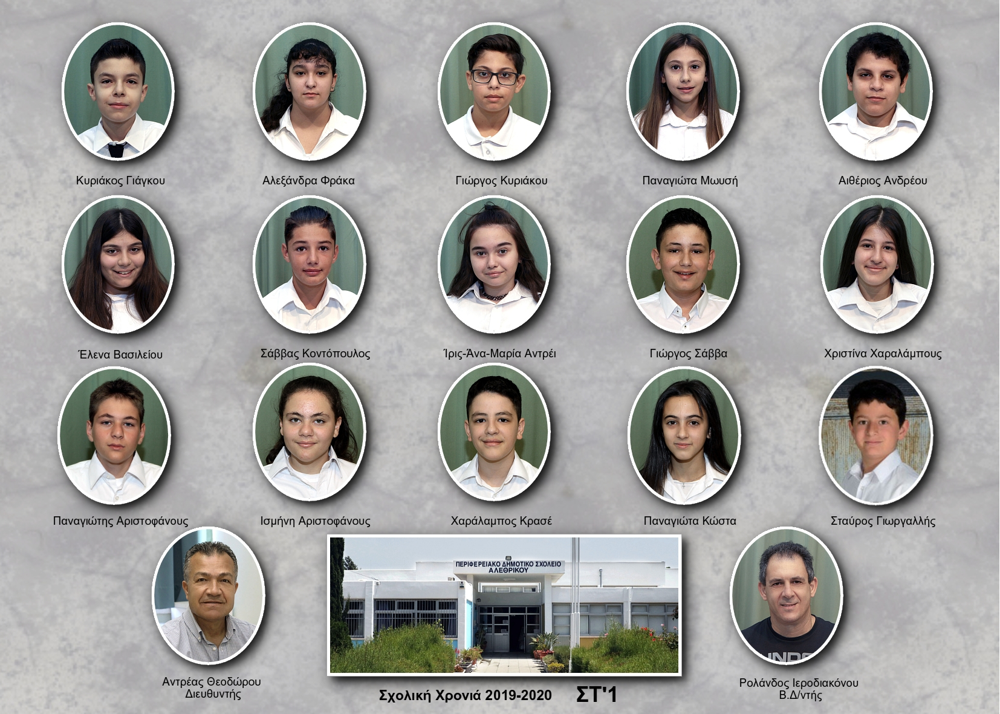 Κυριάκος Γιάγκου
Αλεξάνδρα Φράκα
Γιώργος Κυριάκου
Παναγιώτα Μωυσή
Αιθέριος Ανδρέου
Έλενα Βασιλείου
Σάββας Κοντόπουλος
Ίρις-Άνα-Μαρία Αντρέι
Γιώργος Σάββα
Χριστίνα Χαραλάμπους
Παναγιώτης Αριστοφάνους
Ισμήνη Αριστοφάνους
Χαράλαμπος Κρασέ
Παναγιώτα Κώστα
Σταύρος Γιωργαλλής
ΠΕΡΙΦΕΡΕΙΑΚΟ ΔΗΜΟΤΙΚΟ ΣΧΟΛΕΙΟ
ΑΛΕΘΡΙΚΟΥ
Αντρέας Θεοδώρου
Διευθυντής
Σχολική Χρονιά 2019-2020 ΣΤ'1
Ρολάνδος Ιεροδιακόνου
Β.Δ/ντής